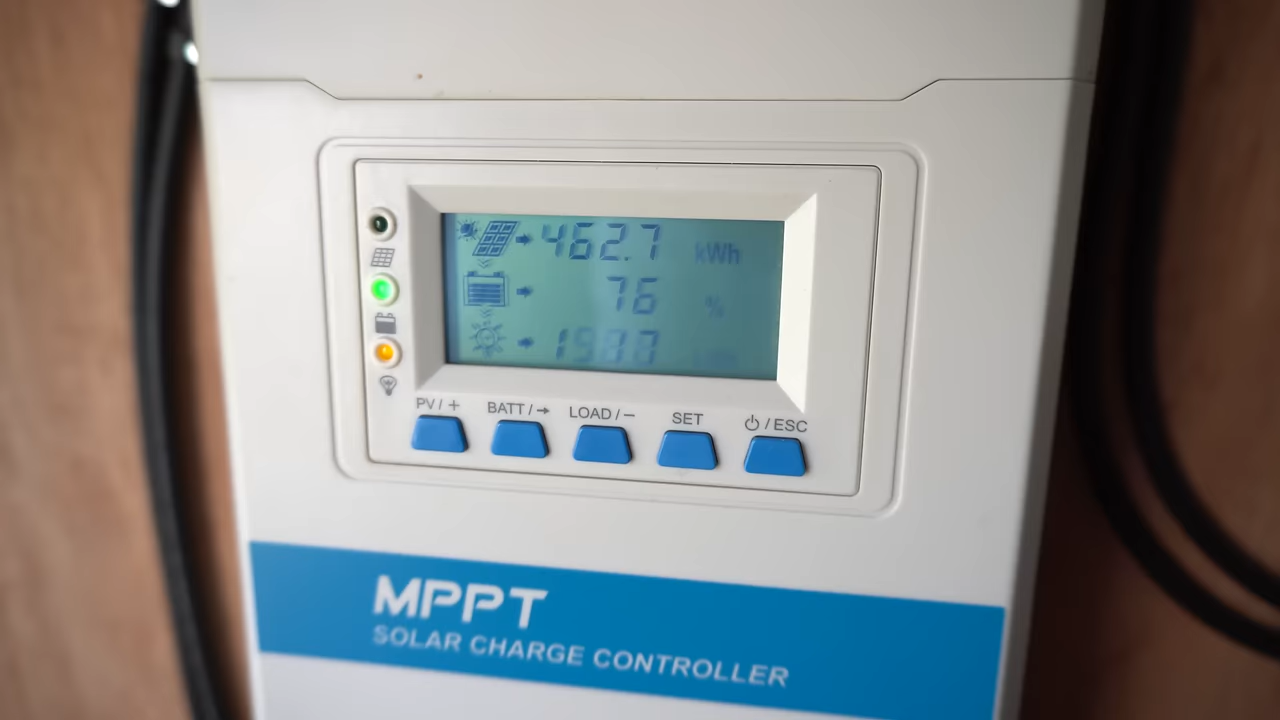 462.7 kWh
76 %
PV / +
BATT / →
LOAD / −
SET
⏻ / ESC
MPPT
SOLAR CHARGE CONTROLLER